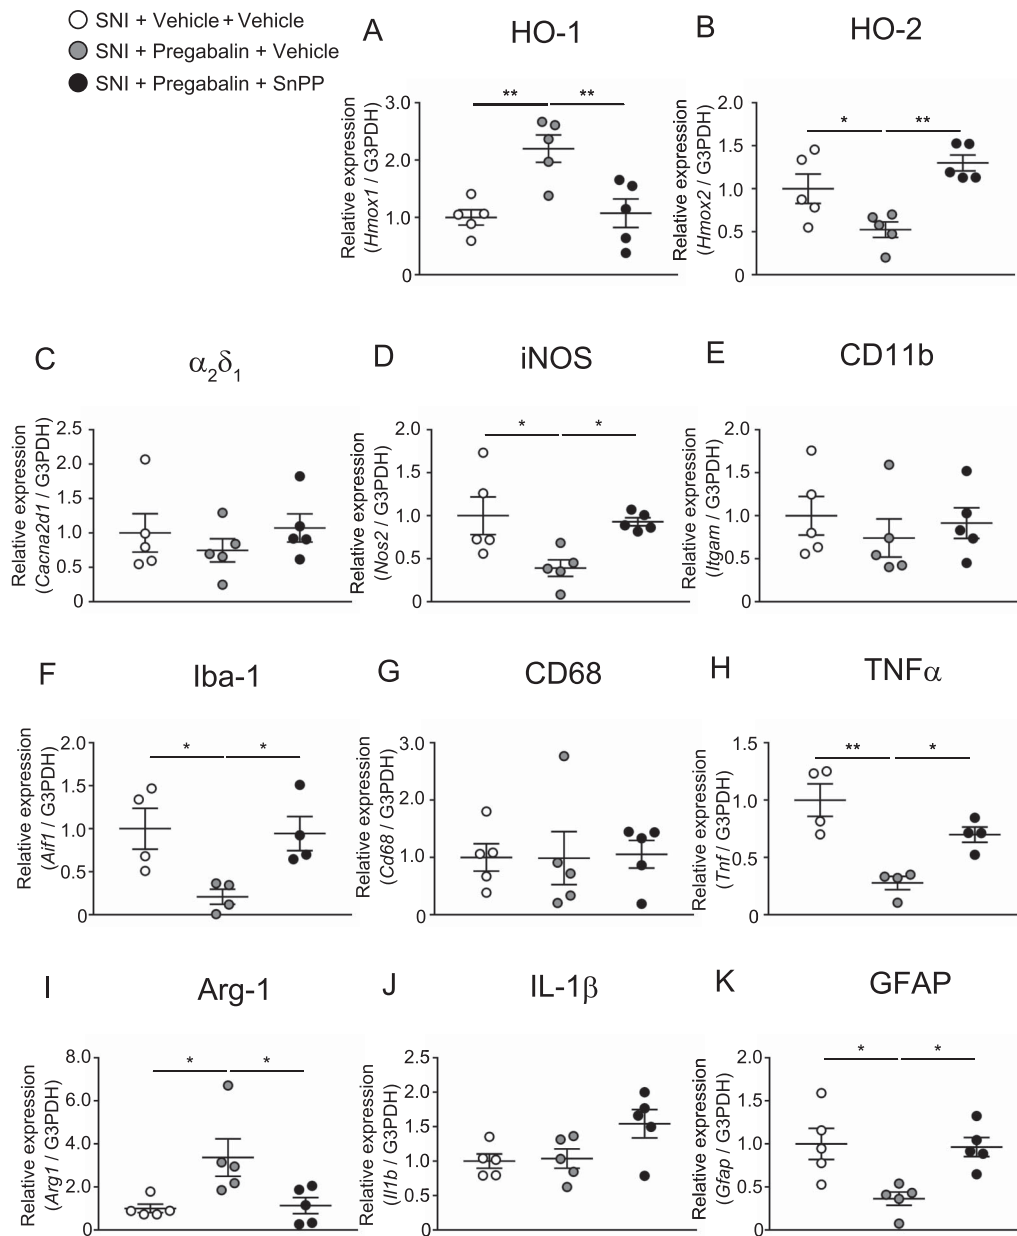 SNI + Vehicle + Vehicle
SNI + Pregabalin + Vehicle
SNI + Pregabalin + SnPP
A
HO-1
Relative expression
(Hmox1 / G3PDH)
3.0
2.0
1.0
0
**
**
B
HO-2
Relative expression
(Hmox2 / G3PDH)
2.0
1.5
1.0
0.5
0
*
**
C
α2δ1
Relative expression
(Cacna2d1 / G3PDH)
2.5
2.0
1.5
1.0
0.5
0
D
iNOS
Relative expression
(Nos2 / G3PDH)
2.0
1.5
1.0
0.5
0
*
*
E
CD11b
Relative expression
(Itgam / G3PDH)
2.0
1.5
1.0
0.5
0
F
Iba-1
Relative expression
(Aif1 / G3PDH)
2.0
1.5
1.0
0.5
0
*
*
G
CD68
Relative expression
(Cd68 / G3PDH)
3.0
2.0
1.0
0
H
TNFα
Relative expression
(Tnf / G3PDH)
1.5
1.0
0.5
0
**
*
I
Arg-1
Relative expression
(Arg1 / G3PDH)
8.0
6.0
4.0
2.0
0
*
*
J
IL-1β
Relative expression
(Il1b / G3PDH)
2.5
2.0
1.5
1.0
0.5
0
K
GFAP
Relative expression
(Gfap / G3PDH)
2.0
1.5
1.0
0.5
0
*
*